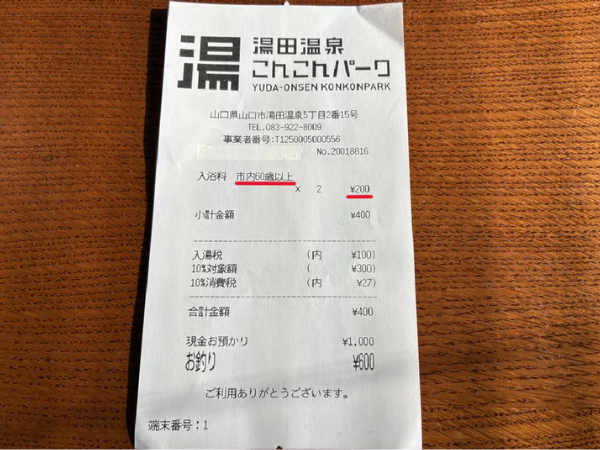 湯 湯田温泉
こんこんパーク
YUDA-ONSEN KONKONPARK
山口県山口市湯田温泉5丁目2番15号
TEL.083-922-8009
事業者番号:T1250005000556
No.20018816
入浴料 市内60歳以上
× 2 ¥200
小計金額 ¥400
入湯税 (内 ¥100)
10%対象額 ( ¥300)
10%消費税 (内 ¥27)
合計金額 ¥400
現金お預かり ¥1,000
お釣り ¥600
ご利用ありがとうございます。
端末番号:1